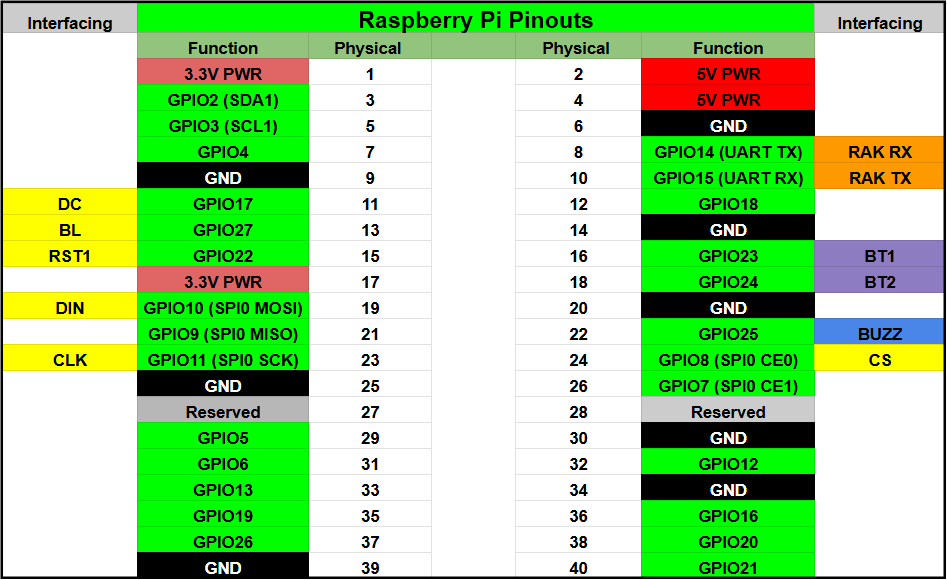 Interfacing Raspberry Pi Pinouts Interfacing
Function Physical Physical Function
3.3V PWR 1 2 5V PWR
GPIO2 (SDA1) 3 4 5V PWR
GPIO3 (SCL1) 5 6 GND
GPIO4 7 8 GPIO14 (UART TX) RAK RX
GND 9 10 GPIO15 (UART RX) RAK TX
DC GPIO17 11 12 GPIO18
BL GPIO27 13 14 GND
RST1 GPIO22 15 16 GPIO23 BT1
3.3V PWR 17 18 GPIO24 BT2
DIN GPIO10 (SPI0 MOSI) 19 20 GND
GPIO9 (SPI0 MISO) 21 22 GPIO25 BUZZ
CLK GPIO11 (SPI0 SCK) 23 24 GPIO8 (SPI0 CE0) CS
GND 25 26 GPIO7 (SPI0 CE1)
Reserved 27 28 Reserved
GPIO5 29 30 GND
GPIO6 31 32 GPIO12
GPIO13 33 34 GND
GPIO19 35 36 GPIO16
GPIO26 37 38 GPIO20
GND 39 40 GPIO21